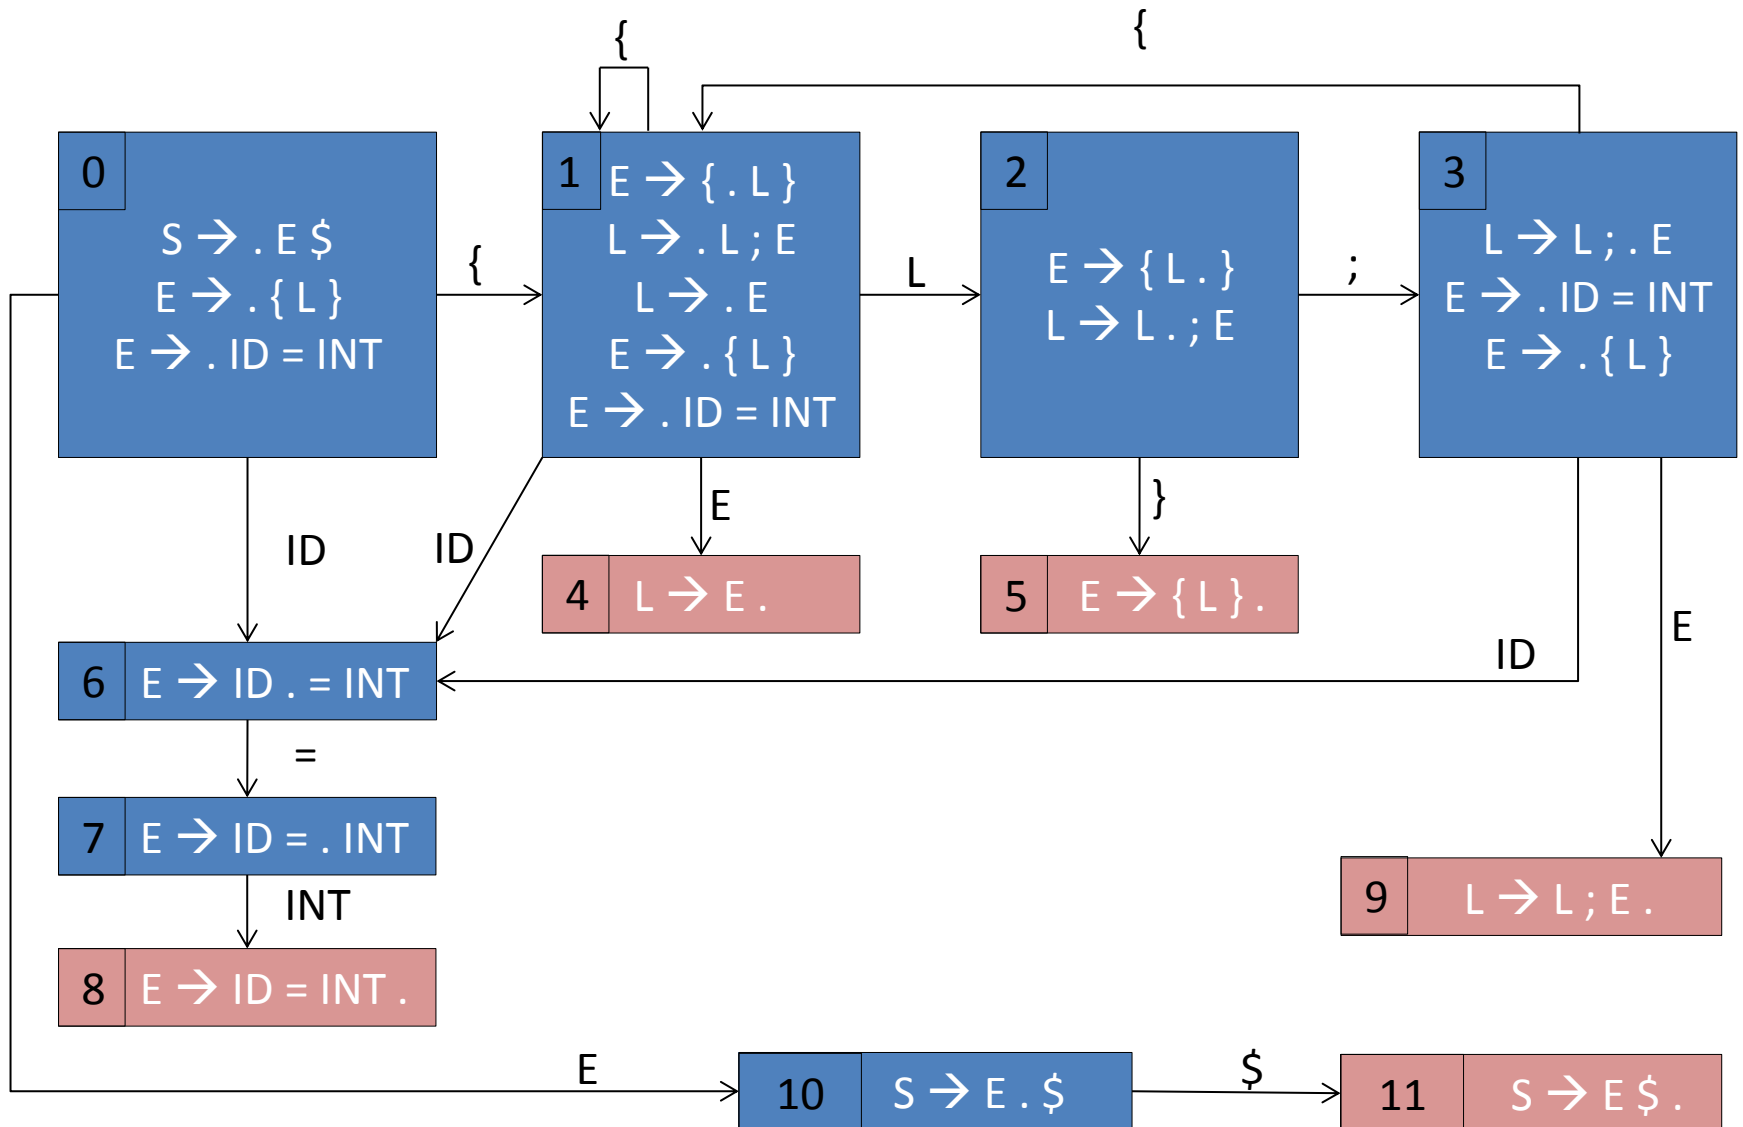 {
{
0
S → . E $
E → . { L }
E → . ID = INT
{
1
E → { . L }
L → . L ; E
L → . E
E → . { L }
E → . ID = INT
L
2
E → { L . }
L → L . ; E
;
3
L → L ; . E
E → . ID = INT
E → . { L }
ID
ID
E
}
4
L → E .
5
E → { L } .
ID
E
6
E → ID . = INT
=
7
E → ID = . INT
INT
9
L → L ; E .
8
E → ID = INT .
E
10
S → E . $
$
11
S → E $ .